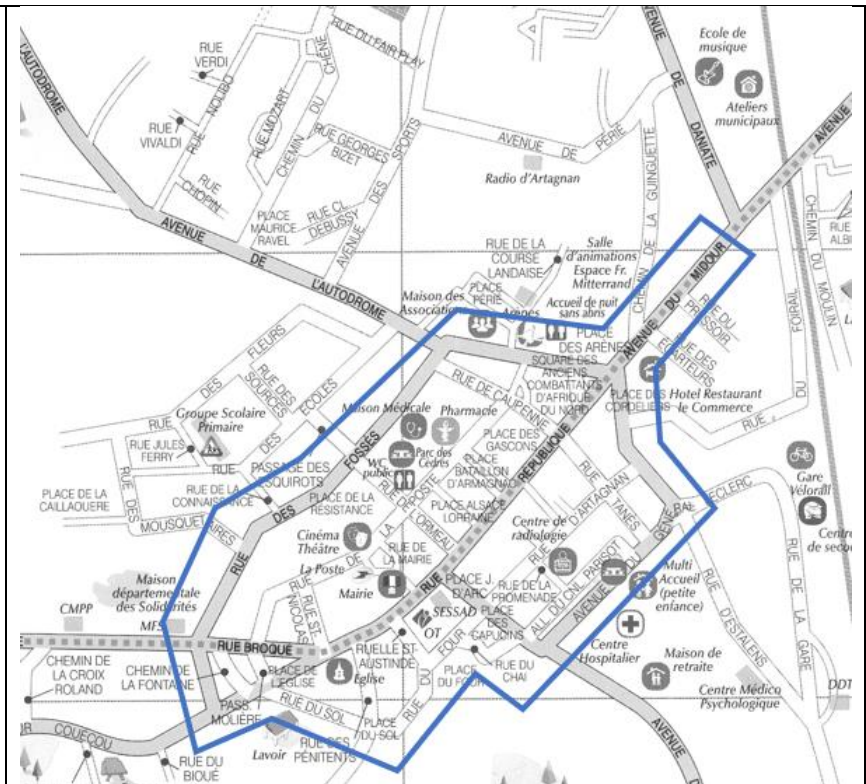 L'AUTODROME
RUE
VERDI
RUE NOUBO
RUE
VIVALDI
RUE MOZART
CHEMIN DU CHÊNE
RUE DU FAIR PLAY
RUE GEORGES
BIZET
RUE
CHOPIN
PLACE
MAURICE
RAVEL
RUE CL.
DEBUSSY
AVENUE DES SPORTS
AVENUE DE PÉRIÉ
Radio d'Artagnan
Ecole de
musique
Ateliers
municipaux
AVENUE DE DANIATE
AVENUE
CHEMIN DE LA GUINGUETTE
CHEMIN DU MOULIN
RUE
ALBI
AVENUE DE L'AUTODROME
RUE DE LA
COURSE
LANDAISE
Salle
d'animations
Espace Fr.
Mitterrand
Maison des
Association
PLACE
PÉRIÉ
Arènes
Accueil de nuit
sans abris
PLACE
DES ARÈNES
SQUARE DES
ANCIENS
COMBATTANTS
D'AFRIQUE
DU NORD
AVENUE DU MIDOUR
RUE DU
PRESSOIR
RUE DES
ÉCARTEURS
PLACE DES
CORDELIERS
Hotel Restaurant
le Commerce
RUE DU FOIRAIL
RUE DES FLEURS
RUE DES
SOURCES
Groupe Scolaire
Primaire
RUE JULES
FERRY
RUE DES ECOLES
PASSAGE DES
ESQUIROTS
RUE DE LA
CONNAISSANCE
PLACE DE LA
CAILLAOUERE
RUE DES MOUSQUETAIRES
RUE DES FOSSÉS
Maison Médicale
Pharmacie
RUE DE CAUPENNE
WC
public
Parc des
Cèdres
PLACE DES
GASCONS
PLACE
BATAILLON
D'ARMAGNAC
PLACE DE LA
RESISTANCE
PLACE ALSACE
LORRAINE
RUE DE LA POSTE
L'ORMEAU
RUE RÉPUBLIQUE
RUE D'ARTAGNAN
RUE TANES
Cinéma
Théâtre
La Poste
RUE DE
LA MAIRIE
Mairie
Centre de
radiologie
RUE DE LA
PROMENADE
ALL. DU CNL PARISOT
AVENUE DU GÉNÉRAL LECLERC
Gare
Vélorail
Centre
de seco
Multi
Accueil
(petite
enfance)
Centre
Hospitalier
Maison de
retraite
RUE D'ESTALENS
RUE DE LA GARE
Centre Médico
Psychologique
DDT
Maison
départementale
des Solidarités
CMPP
MFS
RUE BROQUE
RUE ST.
NICOLAS
PLACE J.
D'ARC
SESSAD
OT
PLACE
DES
CAPUCINS
RUELLE ST
AUSTINDE
Eglise
RUE DU FOUR
PLACE
DU FOUR
RUE DU
CHAI
CHEMIN DE
LA CROIX
ROLAND
CHEMIN DE
LA FONTAINE
PLACE DE
L'EGLISE
PASS.
MOLIÈRE
RUE DU SOL
PLACE
DU SOL
Lavoir
RUE DES
PÉNITENTS
COUECOU
RUE DU
BIOUÉ
AVENUE